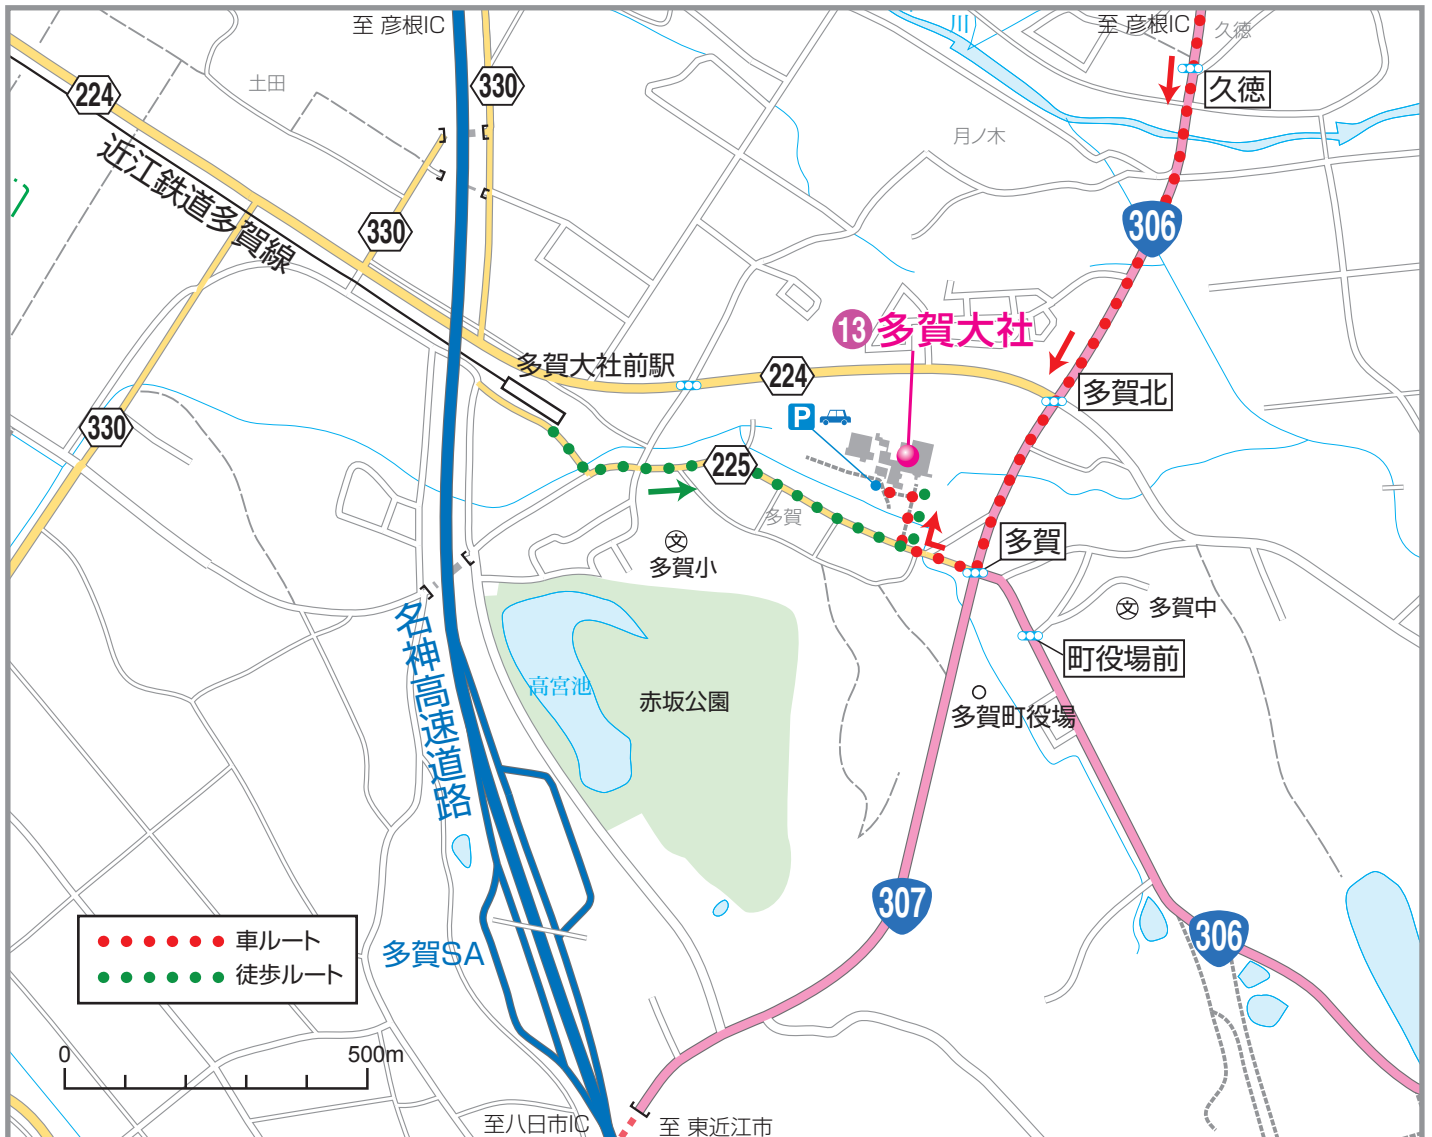 至 彦根IC
川
至 彦根IC
久徳
土田
224
330
久徳
近江鉄道多賀線
月ノ木
330
306
13 多賀大社
多賀大社前駅
224
多賀北
P
330
225
多賀
多賀
文
多賀小
文 多賀中
名神高速道路
町役場前
高宮池
赤坂公園
多賀町役場
307
306
車ルート
多賀SA
徒歩ルート
0 500m
至八日市IC
至 東近江市